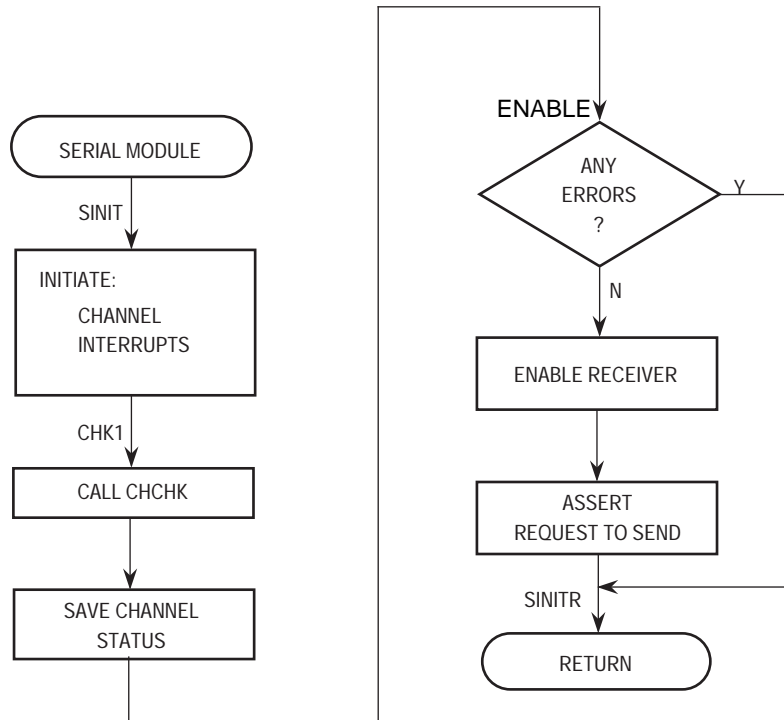 SERIAL MODULE
SINIT
INITIATE:
CHANNEL
INTERRUPTS
CHK1
CALL CHCHK
SAVE CHANNEL
STATUS
ENABLE
ANY
ERRORS
?
Y
N
ENABLE RECEIVER
ASSERT
REQUEST TO SEND
SINITR
RETURN